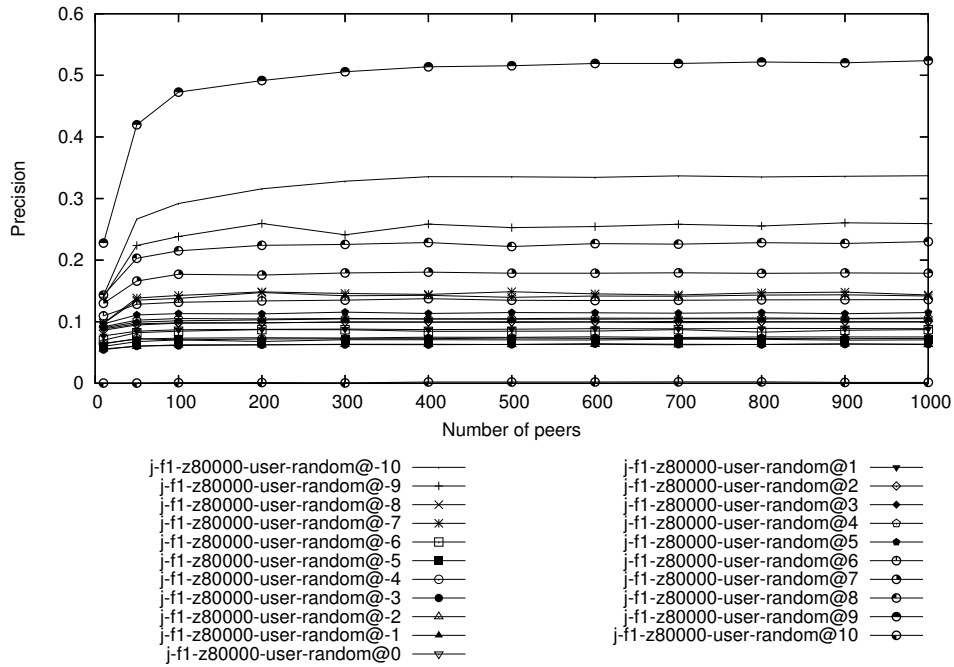 0.6
0.5
0.4
0.3
0.2
0.1
0
Precision
0 100 200 300 400 500 600 700 800 900 1000
Number of peers
j-f1-z80000-user-random@-10
j-f1-z80000-user-random@-9
j-f1-z80000-user-random@-8
j-f1-z80000-user-random@-7
j-f1-z80000-user-random@-6
j-f1-z80000-user-random@-5
j-f1-z80000-user-random@-4
j-f1-z80000-user-random@-3
j-f1-z80000-user-random@-2
j-f1-z80000-user-random@-1
j-f1-z80000-user-random@0
j-f1-z80000-user-random@1
j-f1-z80000-user-random@2
j-f1-z80000-user-random@3
j-f1-z80000-user-random@4
j-f1-z80000-user-random@5
j-f1-z80000-user-random@6
j-f1-z80000-user-random@7
j-f1-z80000-user-random@8
j-f1-z80000-user-random@9
j-f1-z80000-user-random@10